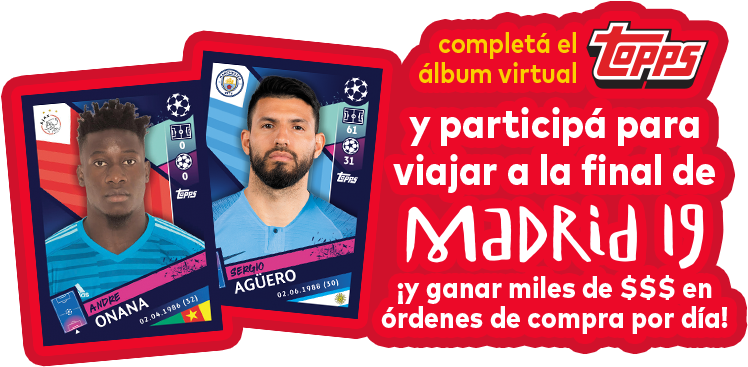 completá el
álbum virtual
topps
y participá para
viajar a la final de
MADRID 19
¡y ganar miles de $$$ en
órdenes de compra por día!
0
0
topps
ANDRE
ONANA
02.04.1986 (32)
61
31
topps
SERGIO
AGÜERO
02.06.1988 (30)